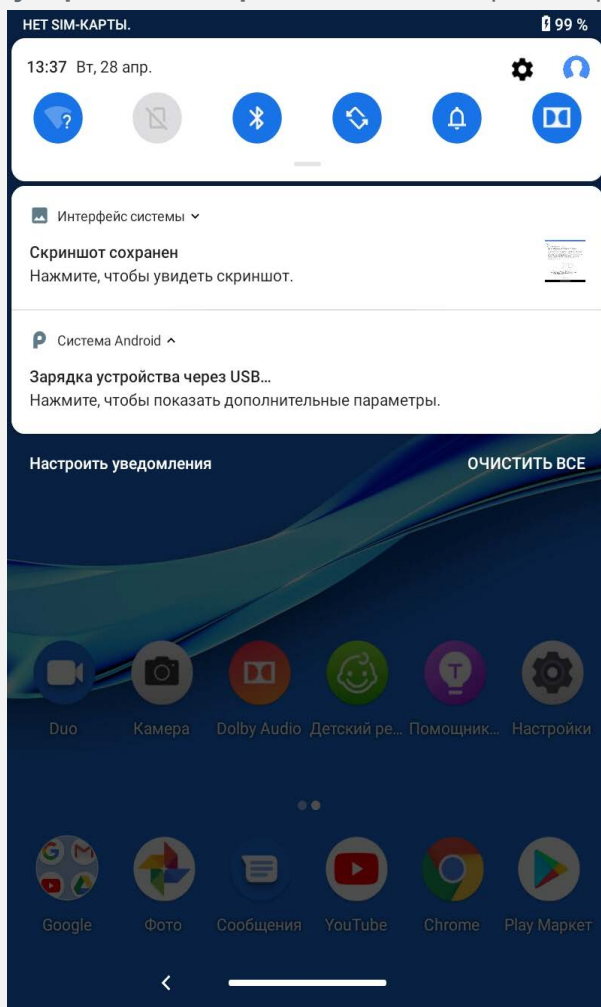 НЕТ SIM-КАРТЫ.
99 %
13:37 Вт, 28 апр.
Интерфейс системы
Скриншот сохранен
Нажмите, чтобы увидеть скриншот.
Система Android
Зарядка устройства через USB...
Нажмите, чтобы показать дополнительные параметры.
Настроить уведомления
ОЧИСТИТЬ ВСЕ
Duo Камера Dolby Audio Детский ре... Помощник... Настройки
Google Фото Сообщения YouTube Chrome Play Маркет